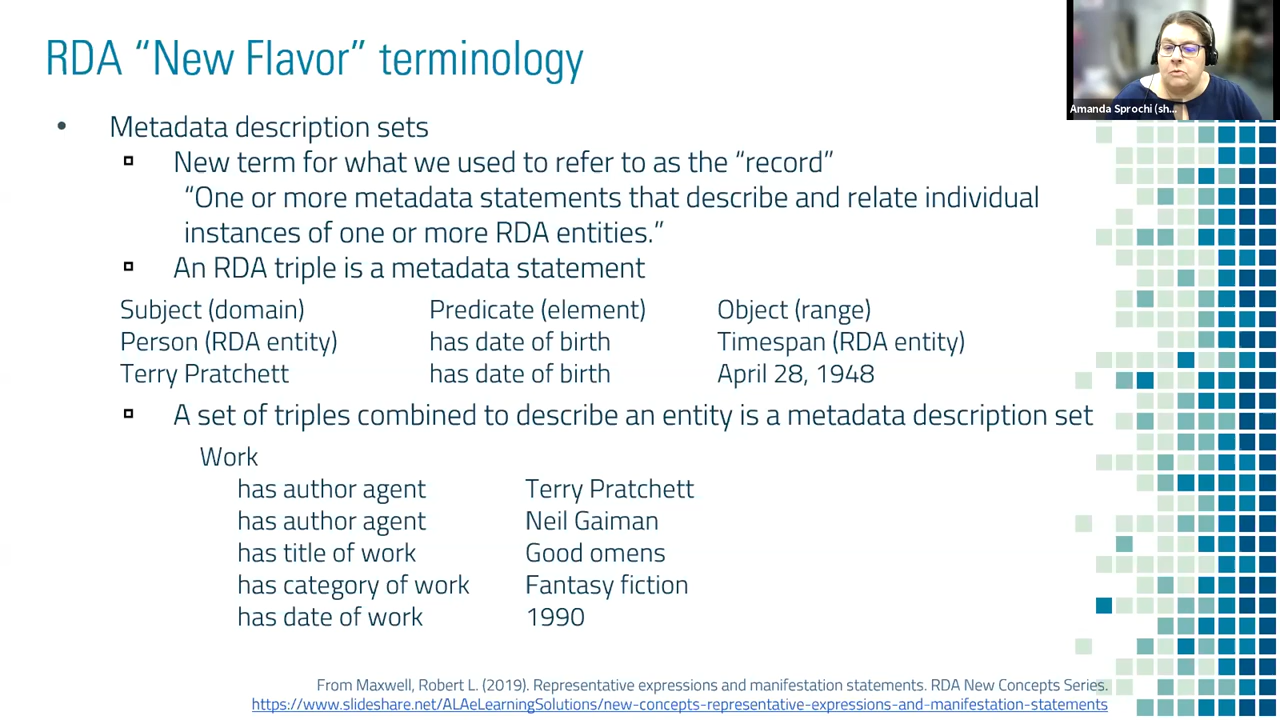 RDA “New Flavor” terminology
Amanda Sprochi (sh...
• Metadata description sets
New term for what we used to refer to as the “record”
“One or more metadata statements that describe and relate individual
instances of one or more RDA entities.”
An RDA triple is a metadata statement
Subject (domain) Predicate (element) Object (range)
Person (RDA entity) has date of birth Timespan (RDA entity)
Terry Pratchett has date of birth April 28, 1948
A set of triples combined to describe an entity is a metadata description set
Work
has author agent Terry Pratchett
has author agent Neil Gaiman
has title of work Good omens
has category of work Fantasy fiction
has date of work 1990
From Maxwell, Robert L. (2019). Representative expressions and manifestation statements. RDA New Concepts Series.
https://www.slideshare.net/ALAeLearningSolutions/new-concepts-representative-expressions-and-manifestation-statements